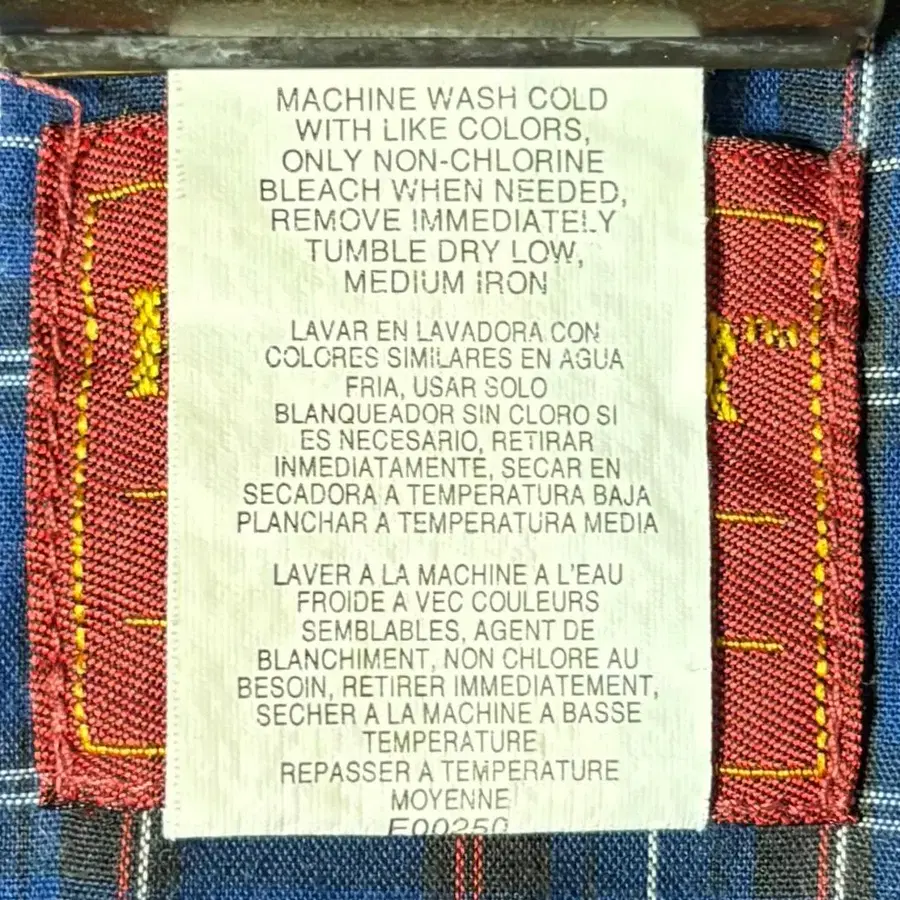 MACHINE WASH COLD
WITH LIKE COLORS,
ONLY NON-CHLORINE
BLEACH WHEN NEEDED,
REMOVE IMMEDIATELY
TUMBLE DRY LOW,
MEDIUM IRON
LAVAR EN LAVADORA CON
COLORES SIMILARES EN AGUA
FRIA, USAR SOLO
BLANQUEADOR SIN CLORO SI
ES NECESARIO, RETIRAR
INMEDIATAMENTE, SECAR EN
SECADORA A TEMPERATURA BAJA
PLANCHAR A TEMPERATURA MEDIA
LAVER A LA MACHINE A L'EAU
FROIDE A VEC COULEURS
SEMBLABLES, AGENT DE
BLANCHIMENT, NON CHLORE AU
BESOIN, RETIRER IMMEDIATEMENT,
SECHER A LA MACHINE A BASSE
TEMPERATURE
REPASSER A TEMPERATURE
MOYENNE
TM